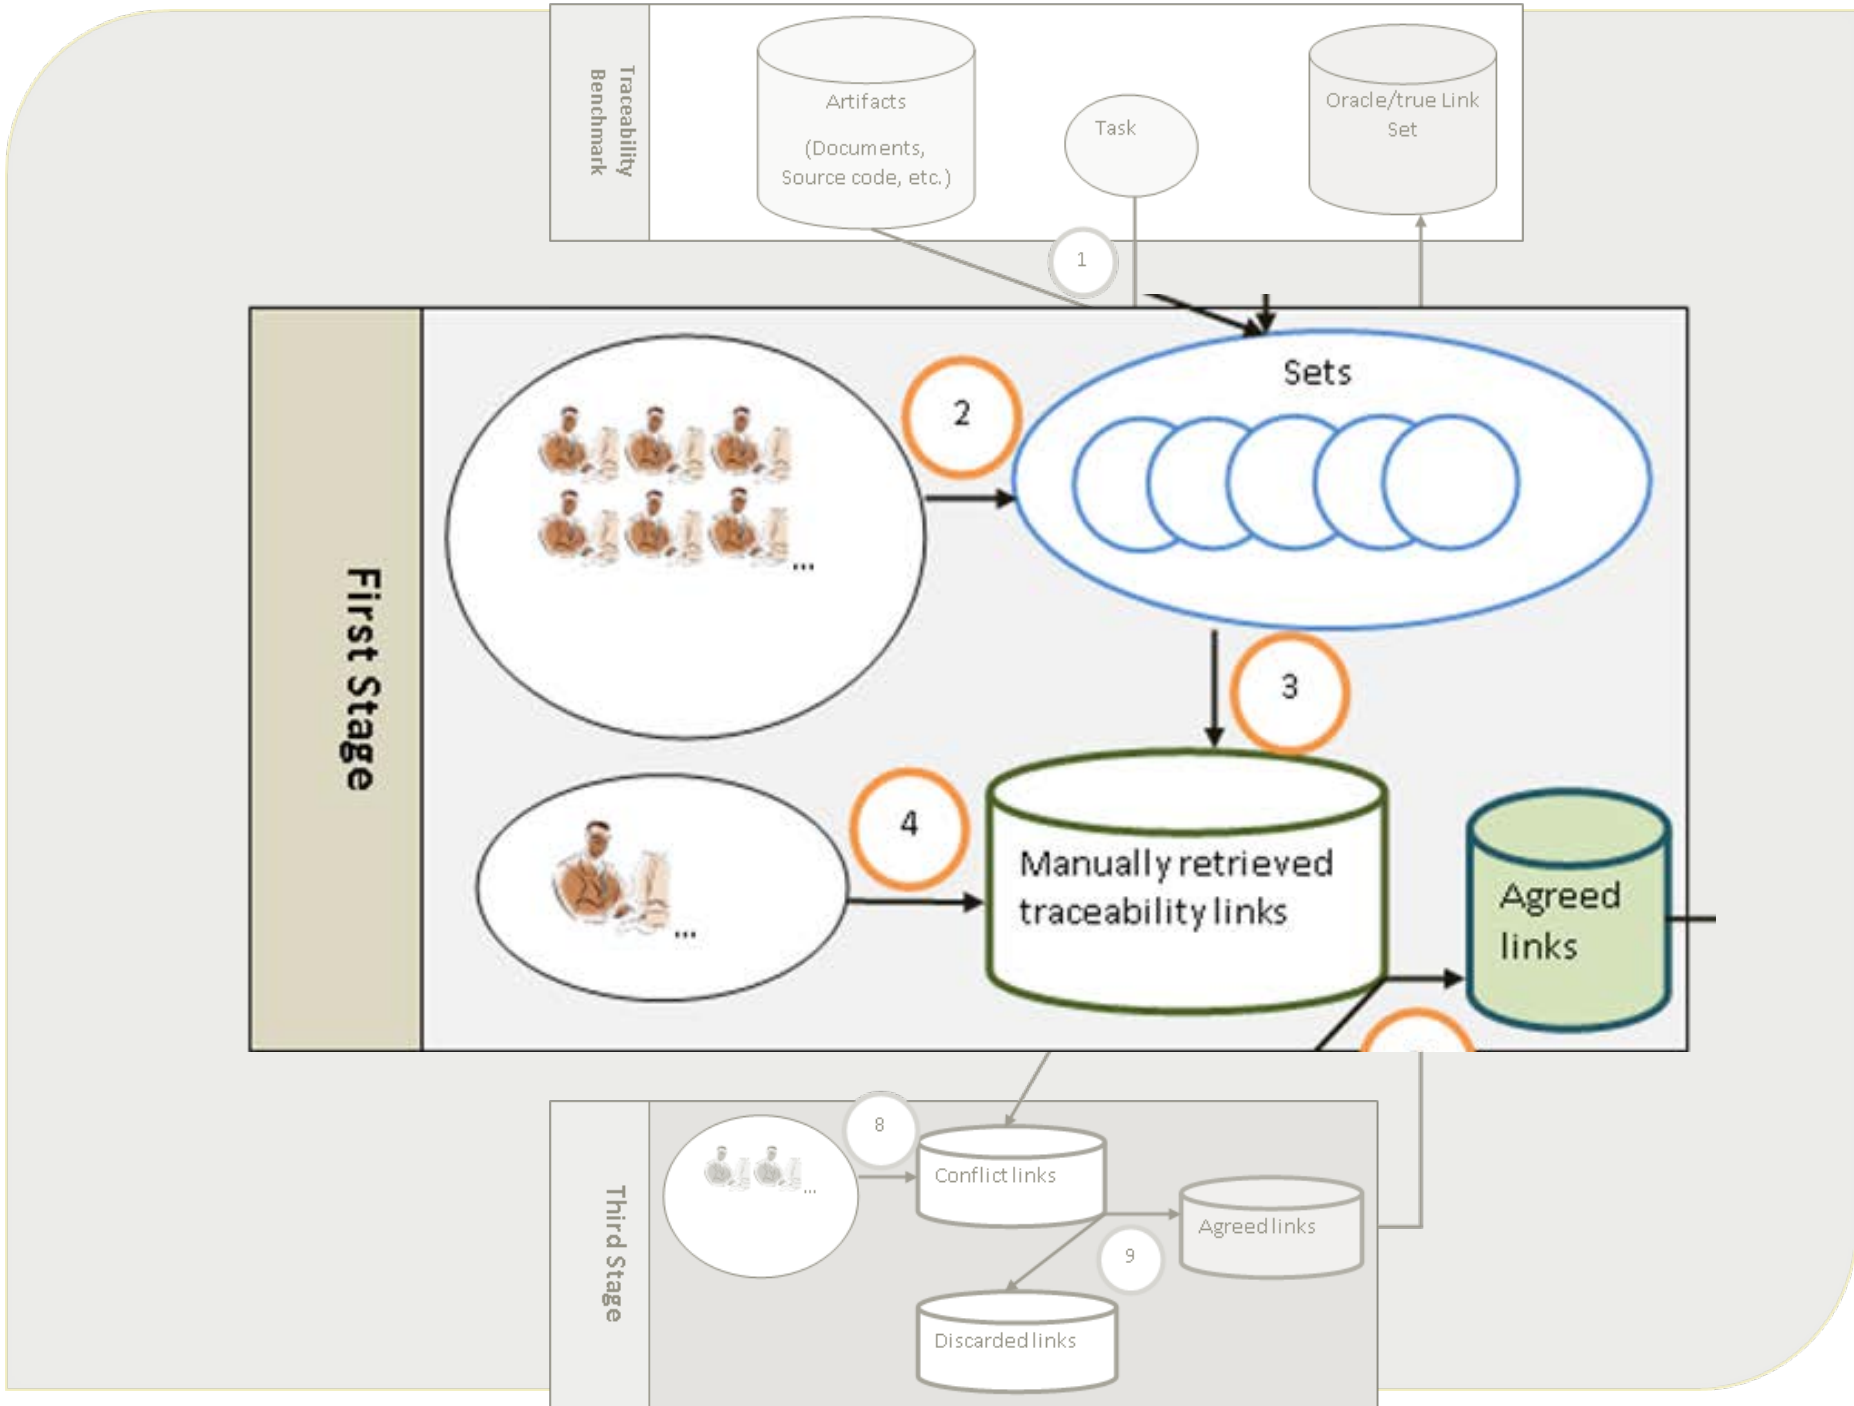 Traceability
Benchmark
Artifacts
(Documents,
Source code, etc.)
Task
Oracle/true Link
Set
1
First Stage
2
Sets
...
3
4
...
Manually retrieved
traceability links
Agreed
links
Third Stage
8
...
Conflict links
9
Agreed links
Discarded links